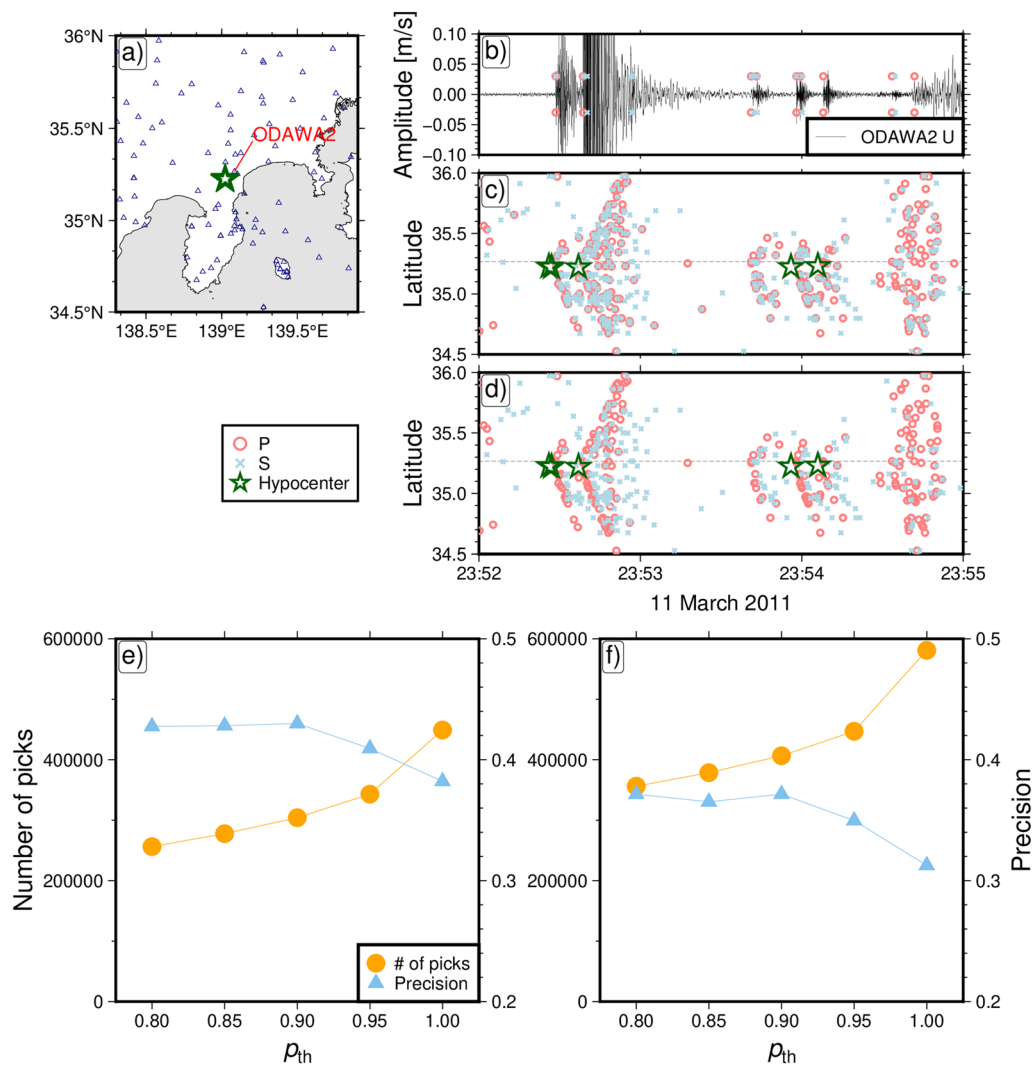 a)
36°N
35.5°N
35°N
34.5°N
138.5°E
139°E
139.5°E
ODAWA2
b)
Amplitude [m/s]
0.10
0.05
0.00
−0.05
−0.10
ODAWA2 U
c)
Latitude
36.0
35.5
35.0
34.5
d)
Latitude
36.0
35.5
35.0
34.5
23:52
23:53
23:54
23:55
11 March 2011
P
S
Hypocenter
e)
Number of picks
600000
400000
200000
0
0.5
0.4
0.3
0.2
# of picks
Precision
0.80
0.85
0.90
0.95
1.00
pth
f)
600000
400000
200000
0
0.5
0.4
0.3
0.2
Precision
0.80
0.85
0.90
0.95
1.00
pth